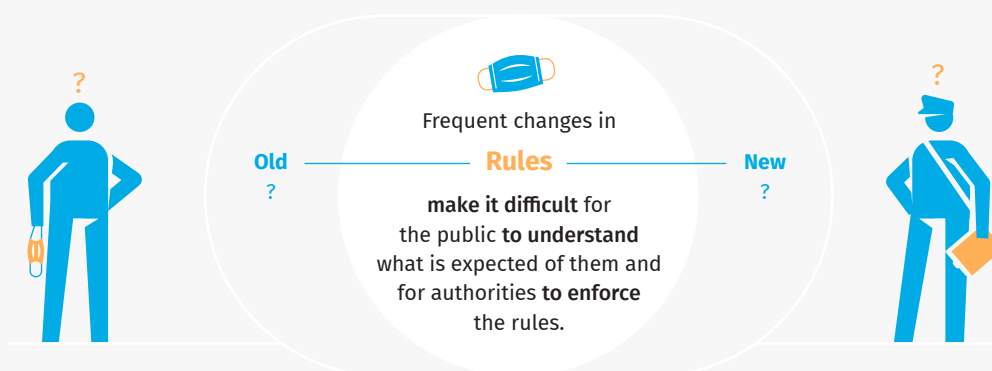 ?
?
Frequent changes in
Old Rules New
? ?
make it difficult for
the public to understand
what is expected of them and
for authorities to enforce
the rules.